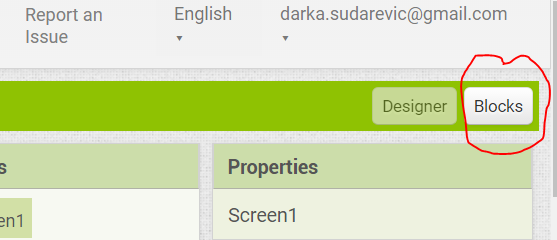 Report an
Issue
English
darka.sudarevic@gmail.com
Designer
Blocks
s
Properties
en1
Screen1